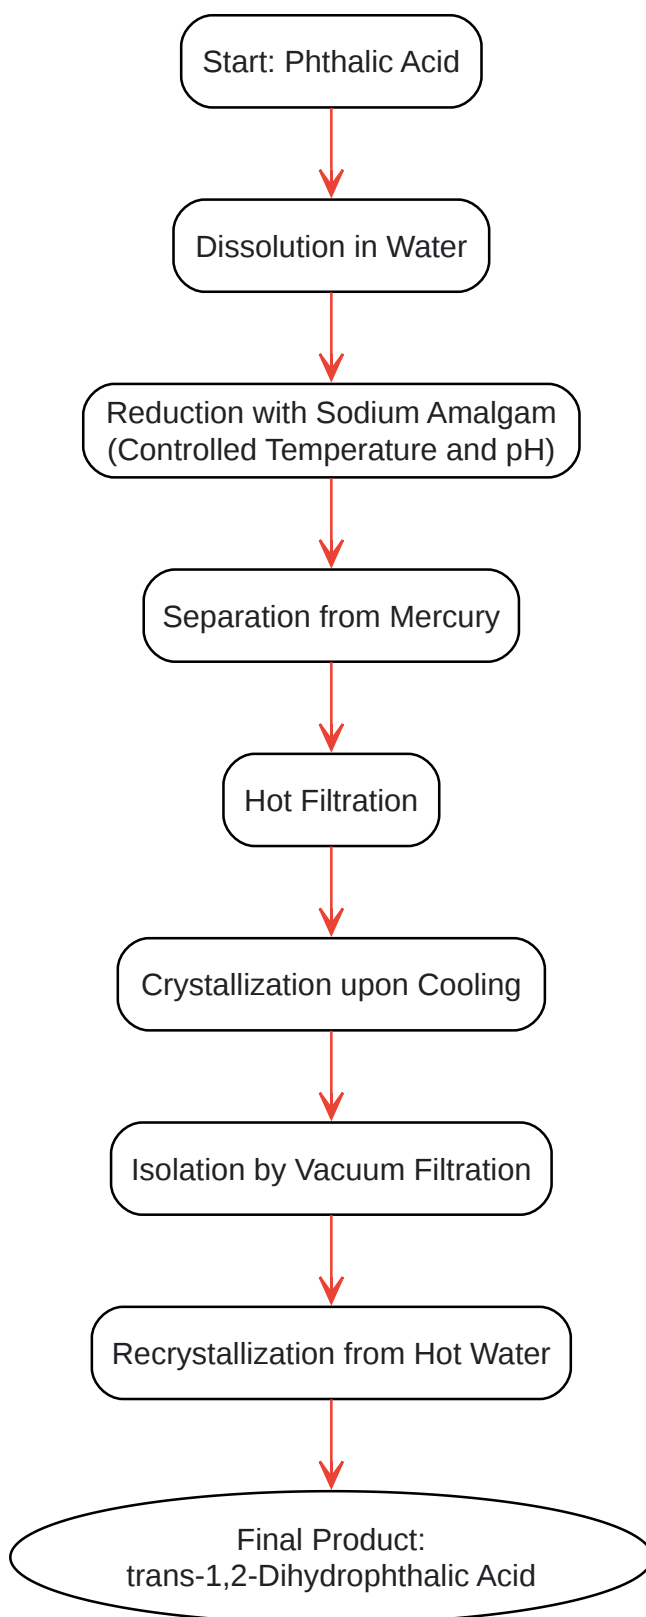 Start: Phthalic Acid
Dissolution in Water
Reduction with Sodium Amalgam
(Controlled Temperature and pH)
Separation from Mercury
Hot Filtration
Crystallization upon Cooling
Isolation by Vacuum Filtration
Recrystallization from Hot Water
Final Product:
trans-1,2-Dihydrophthalic Acid